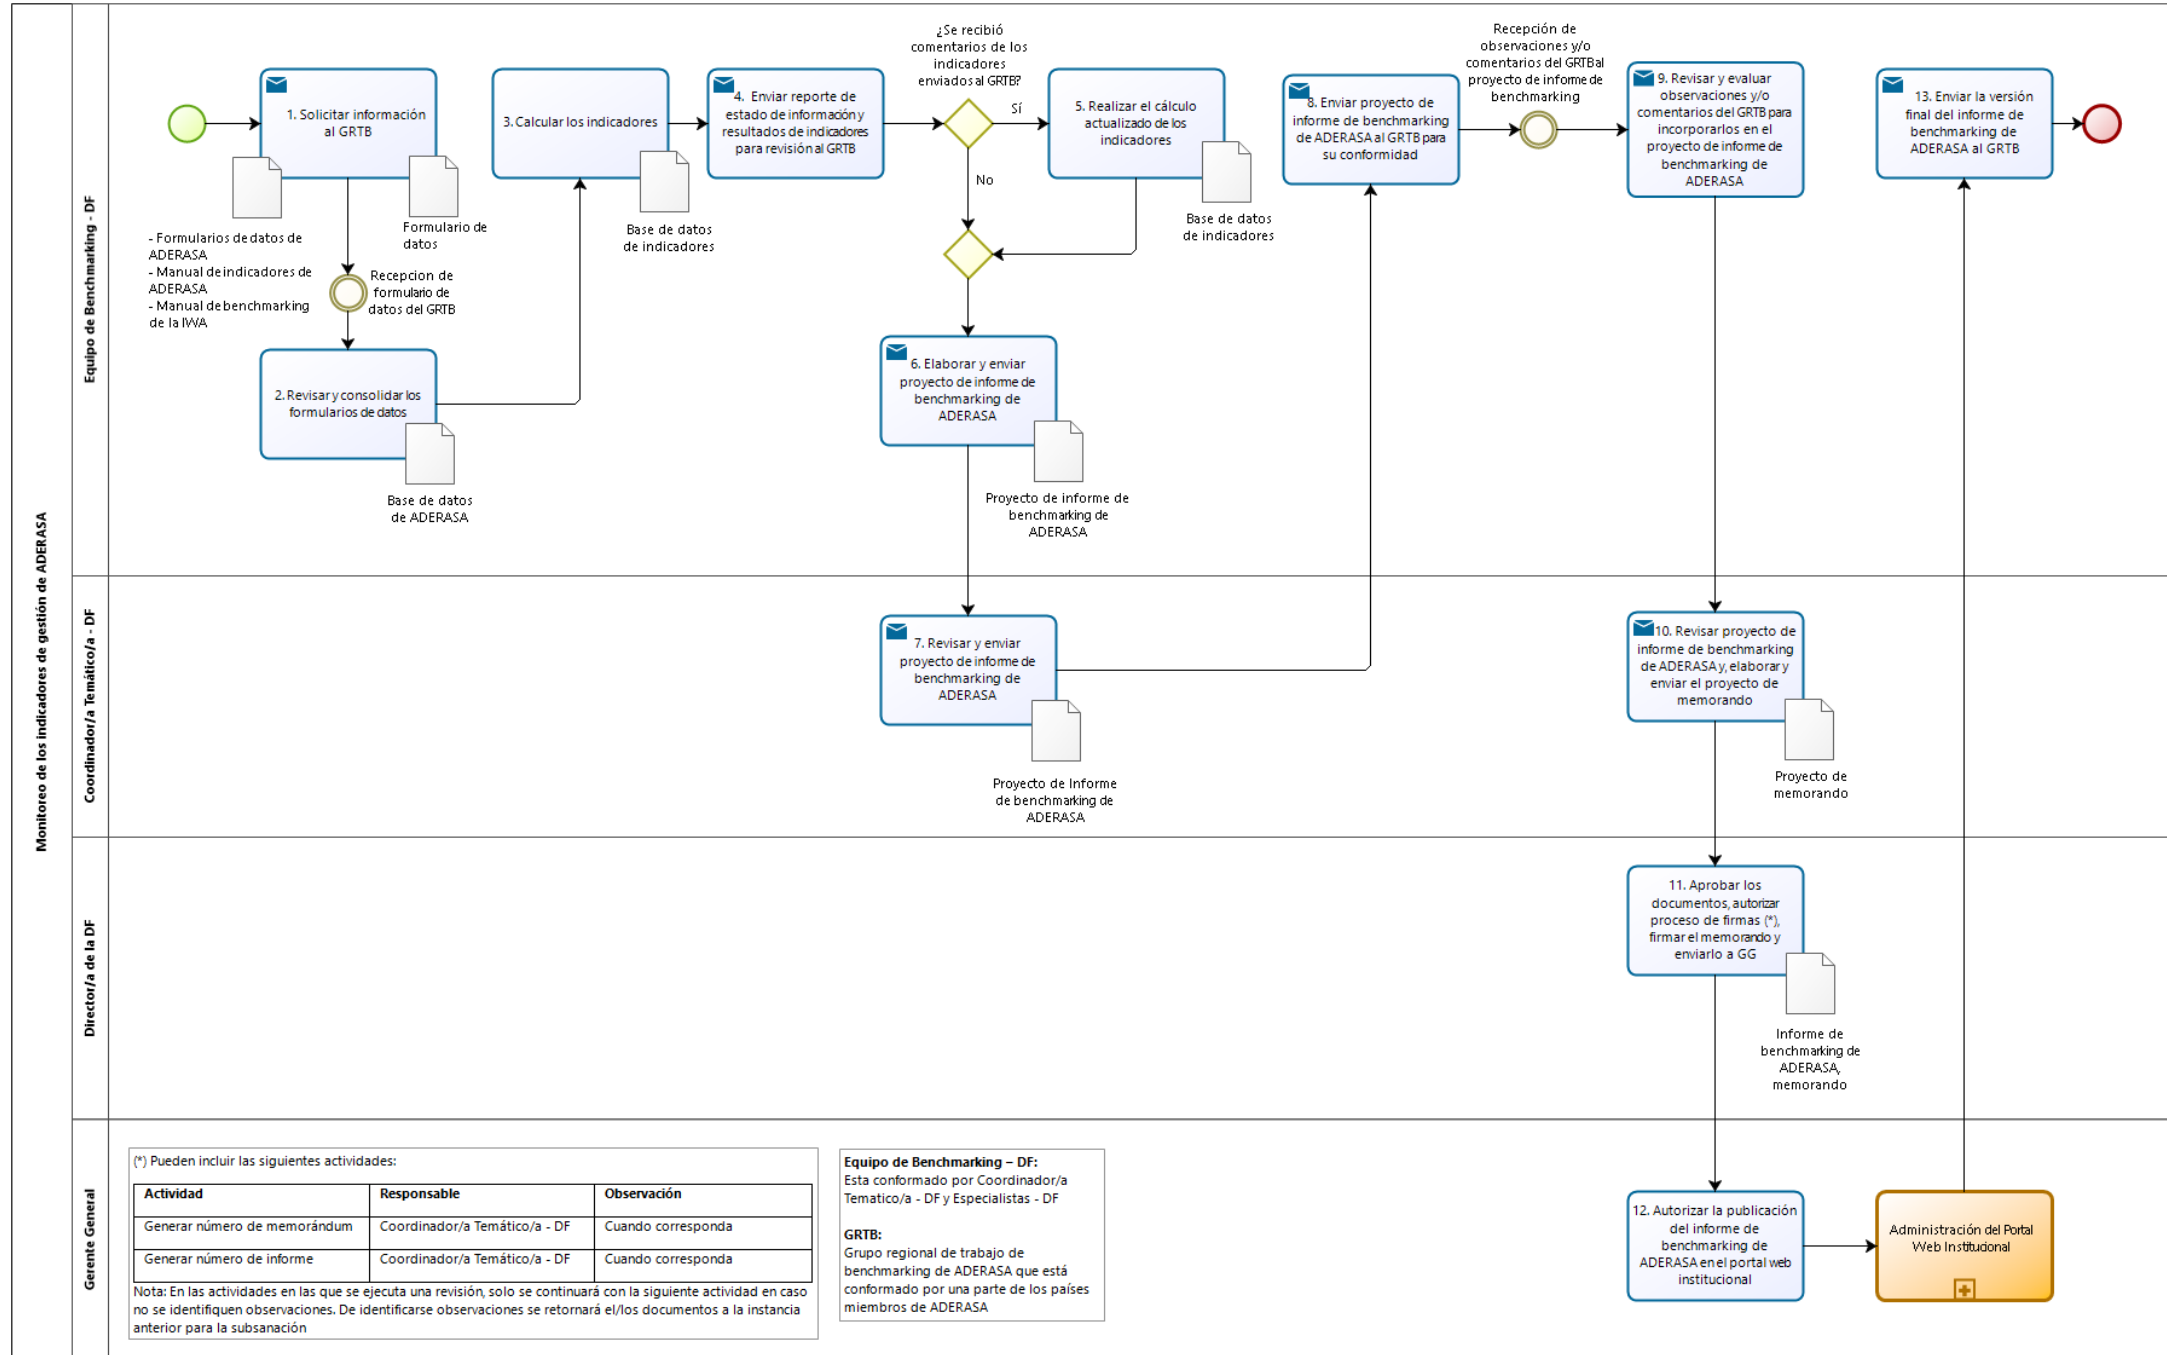 Monitoreo de los indicadores de gestión de ADERASA
Equipo de Benchmarking - DF
1. Solicitar información
al GRTB
- Formularios de datos de
ADERASA
- Manual de indicadores de
ADERASA
- Manual de benchmarking
de la IWA
Formulario de
datos
Recepcion de
formulario de
datos del GRTB
2. Revisar y consolidar los
formularios de datos
Base de datos
de ADERASA
3. Calcular los indicadores
Base de datos
de indicadores
4. Enviar reporte de
estado de información y
resultados de indicadores
para revisión al GRTB
¿Se recibió
comentarios de los
indicadores
enviados al GRTB?
Sí
No
5. Realizar el cálculo
actualizado de los
indicadores
Base de datos
de indicadores
6. Elaborar y enviar
proyecto de informe de
benchmarking de
ADERASA
Proyecto de informe de
benchmarking de
ADERASA
8. Enviar proyecto de
informe de benchmarking
de ADERASA al GRTB para
su conformidad
Recepción de
observaciones y/o
comentarios del GRTBal
proyecto de informe de
benchmarking
9. Revisar y evaluar
observaciones y/o
comentarios del GRTB para
incorporarlos en el
proyecto de informe de
benchmarking de
ADERASA
13. Enviar la versión
final del informe de
benchmarking de
ADERASA al GRTB
Coordinador/a Temático/a - DF
7. Revisar y enviar
proyecto de informe de
benchmarking de
ADERASA
Proyecto de Informe
de benchmarking de
ADERASA
10. Revisar proyecto de
informe de benchmarking
de ADERASA y, elaborar y
enviar el proyecto de
memorando
Proyecto de
memorando
Director/a de la DF
11. Aprobar los
documentos, autorizar
proceso de firmas (*),
firmar el memorando y
enviarlo a GG
Informe de
benchmarking de
ADERASA,
memorando
Gerente General
(*) Pueden incluir las siguientes actividades:
Actividad Responsable Observación
Generar número de memorándum Coordinador/a Temático/a - DF Cuando corresponda
Generar número de informe Coordinador/a Temático/a - DF Cuando corresponda
Nota: En las actividades en las que se ejecuta una revisión, solo se continuará con la siguiente actividad en caso
no se identifiquen observaciones. De identificarse observaciones se retornará el/los documentos a la instancia
anterior para la subsanación
Equipo de Benchmarking – DF:
Esta conformado por Coordinador/a
Tematico/a - DF y Especialistas - DF
GRTB:
Grupo regional de trabajo de
benchmarking de ADERASA que está
conformado por una parte de los países
miembros de ADERASA
12. Autorizar la publicación
del informe de
benchmarking de
ADERASA en el portal web
institucional
Administración del Portal
Web Institucional